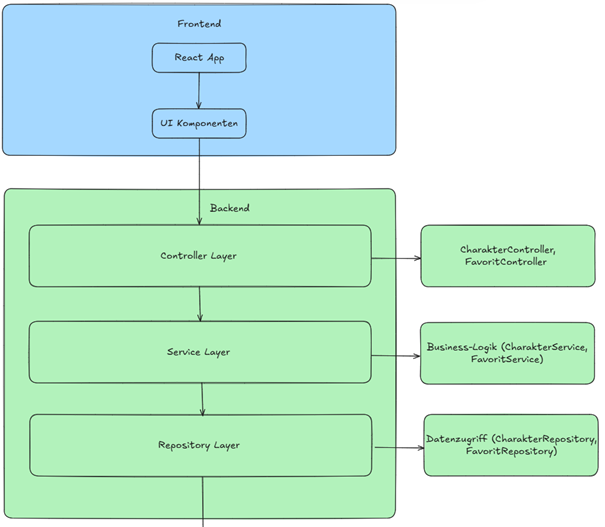 Frontend
React App
UI Komponenten
Backend
Controller Layer
CharakterController,
FavoritController
Service Layer
Business-Logik (CharakterService,
FavoritService)
Repository Layer
Datenzugriff (CharakterRepository,
FavoritRepository)